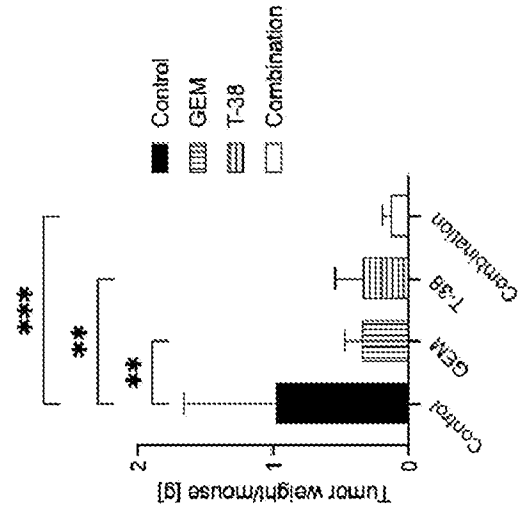 ***
**
**
Control
GEM
T-38
Combination
2
1
0
Tumor weight/mouse [g]
Control
GEM
T-38
Combination